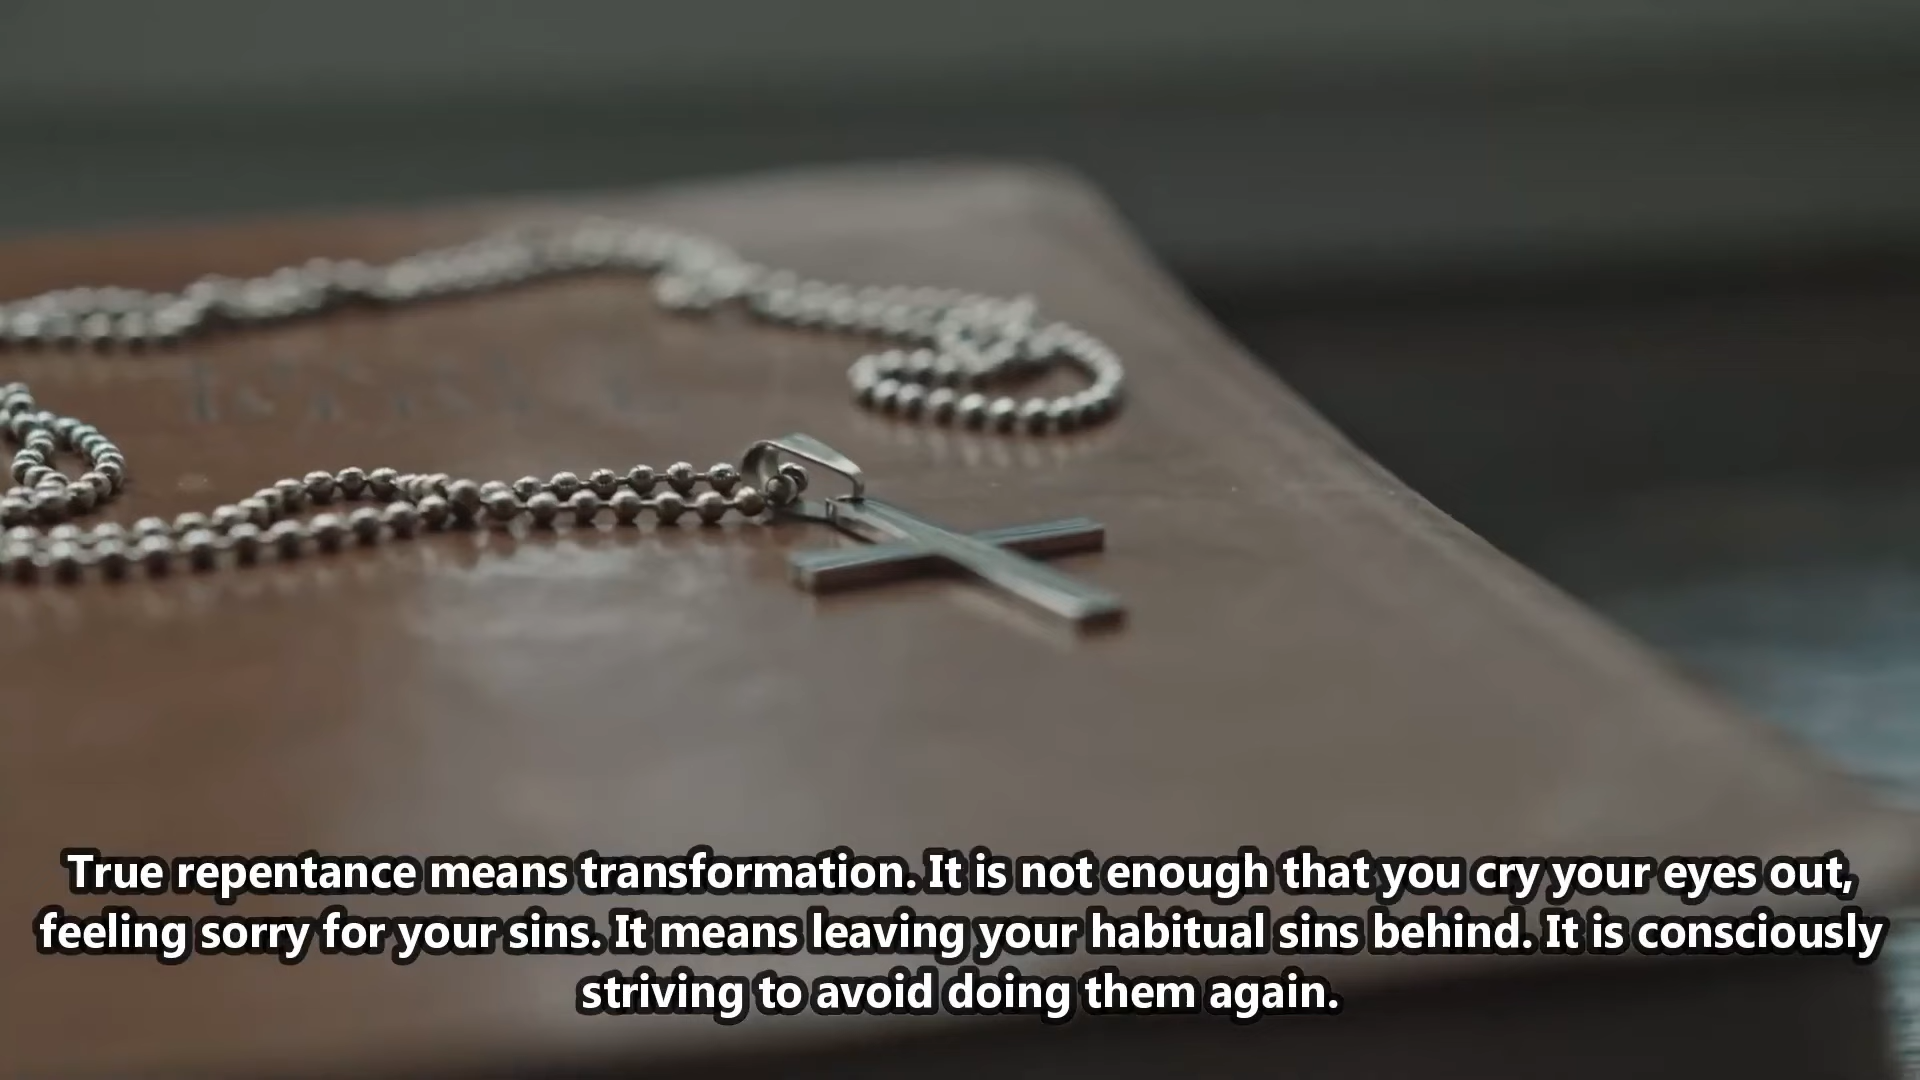 True repentance means transformation. It is not enough that you cry your eyes out,
feeling sorry for your sins. It means leaving your habitual sins behind. It is consciously
striving to avoid doing them again.